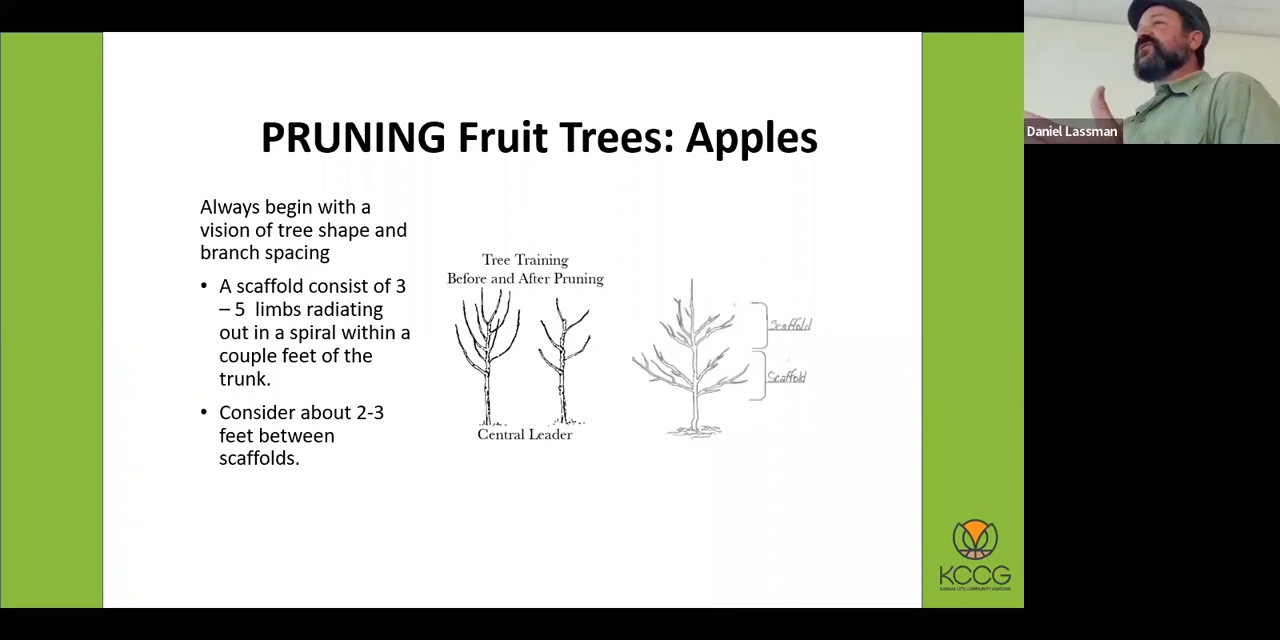 PRUNING Fruit Trees: Apples
Always begin with a
vision of tree shape and
branch spacing
• A scaffold consist of 3
– 5 limbs radiating
out in a spiral within a
couple feet of the
trunk.
• Consider about 2-3
feet between
scaffolds.
Tree Training
Before and After Pruning
Central Leader
Scaffold
Scaffold
Daniel Lassman
KCCG
KANSAS CITY COMMUNITY GARDENS